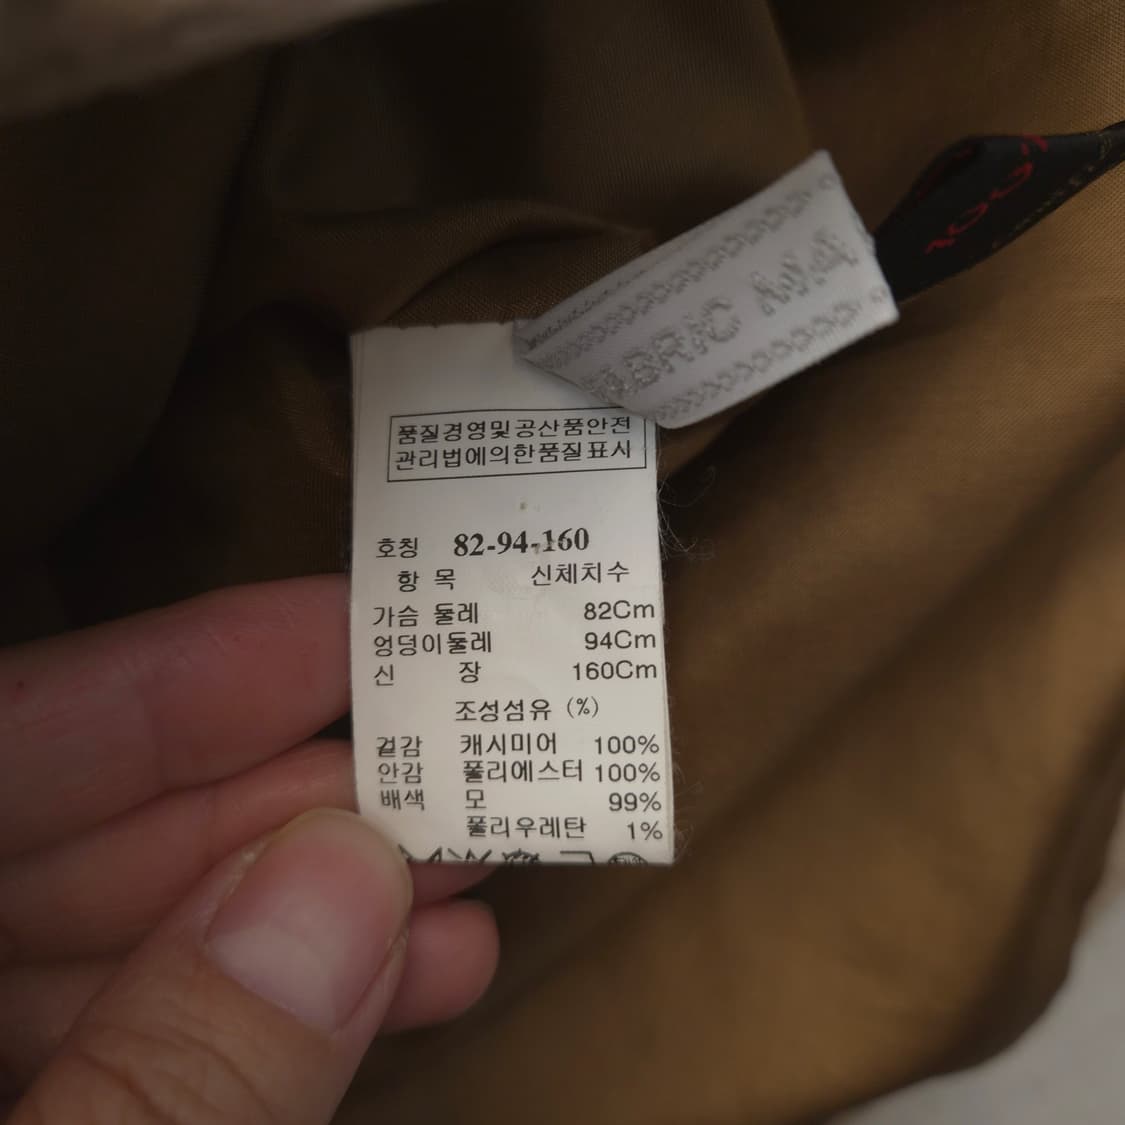 품질경영및공산품안전
관리법에의한품질표시
호칭 82-94-160
항 목 신체치수
가슴 둘레 82Cm
엉덩이둘레 94Cm
신 장 160Cm
조성섬유 (%)
겉감 캐시미어 100%
안감 폴리에스터 100%
배색 모 99%
폴리우레탄 1%